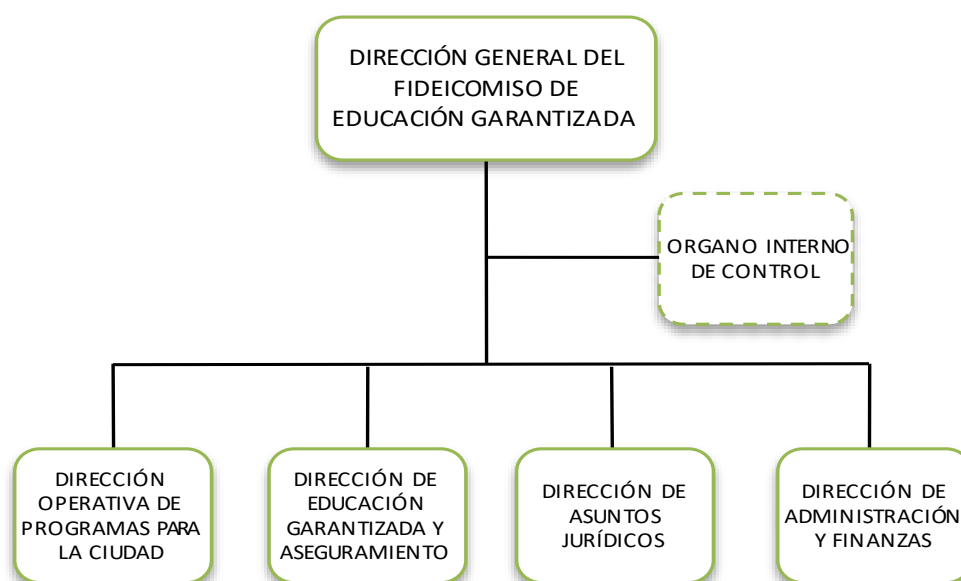 DIRECCIÓN GENERAL DEL
FIDEICOMISO DE
EDUCACIÓN GARANTIZADA
ORGANO INTERNO
DE CONTROL
DIRECCIÓN
OPERATIVA DE
PROGRAMAS PARA
LA CIUDAD
DIRECCIÓN DE
EDUCACIÓN
GARANTIZADA Y
ASEGURAMIENTO
DIRECCIÓN DE
ASUNTOS
JURÍDICOS
DIRECCIÓN DE
ADMINISTRACIÓN
Y FINANZAS